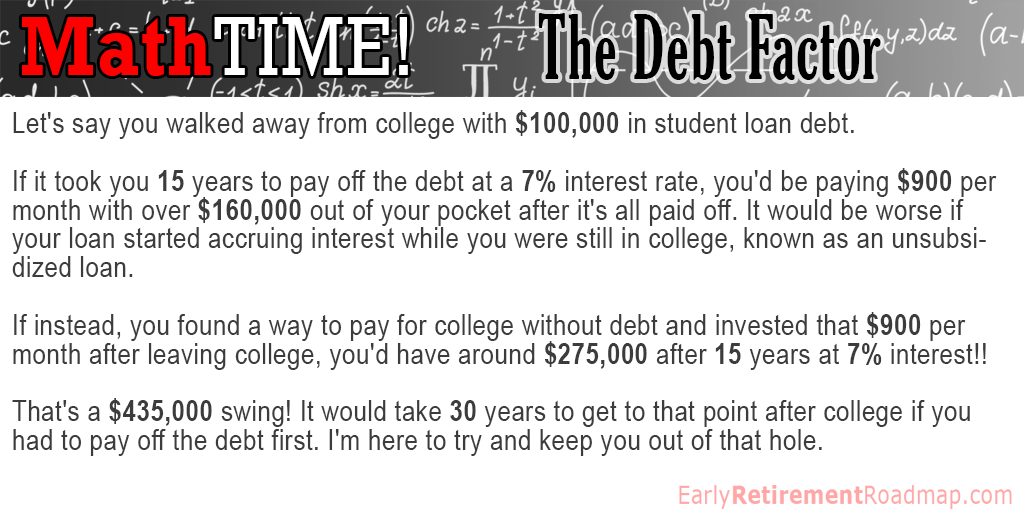 MathTIME! The Debt Factor
Let's say you walked away from college with $100,000 in student loan debt.
If it took you 15 years to pay off the debt at a 7% interest rate, you'd be paying $900 per
month with over $160,000 out of your pocket after it's all paid off. It would be worse if
your loan started accruing interest while you were still in college, known as an unsubsi-
dized loan.
If instead, you found a way to pay for college without debt and invested that $900 per
month after leaving college, you'd have around $275,000 after 15 years at 7% interest!!
That's a $435,000 swing! It would take 30 years to get to that point after college if you
had to pay off the debt first. I'm here to try and keep you out of that hole.
EarlyRetirementRoadmap.com